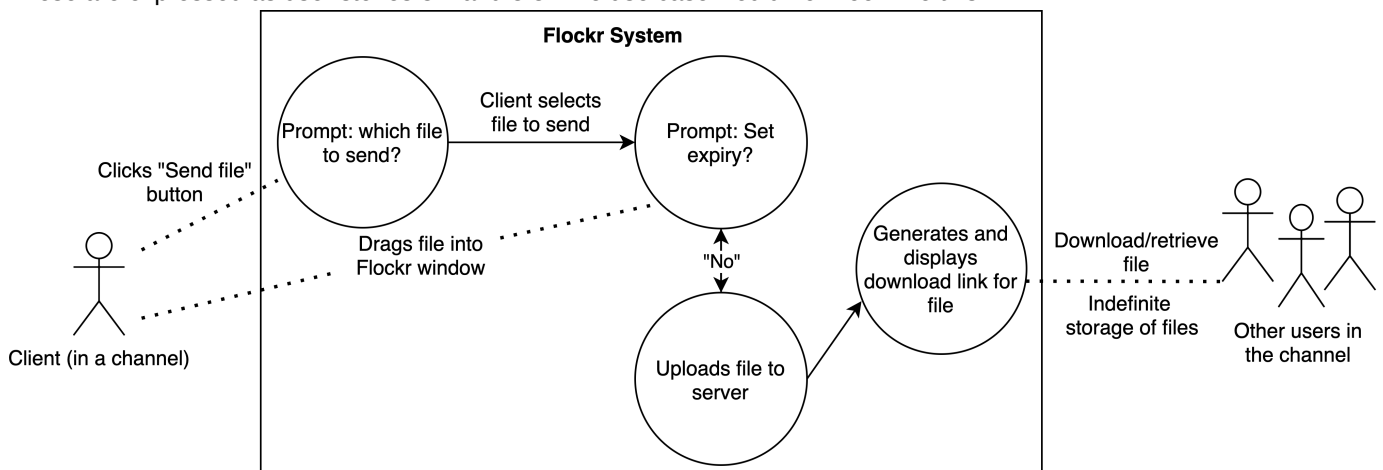 Flockr System
Prompt: which file
to send?
Client selects
file to send
Prompt: Set
expiry?
Clicks "Send file"
button
Drags file into
Flockr window
"No"
Generates and
displays
download link for
file
Download/retrieve
file
Indefinite
storage of files
Other users in
the channel
Client (in a channel)
Uploads file to
server